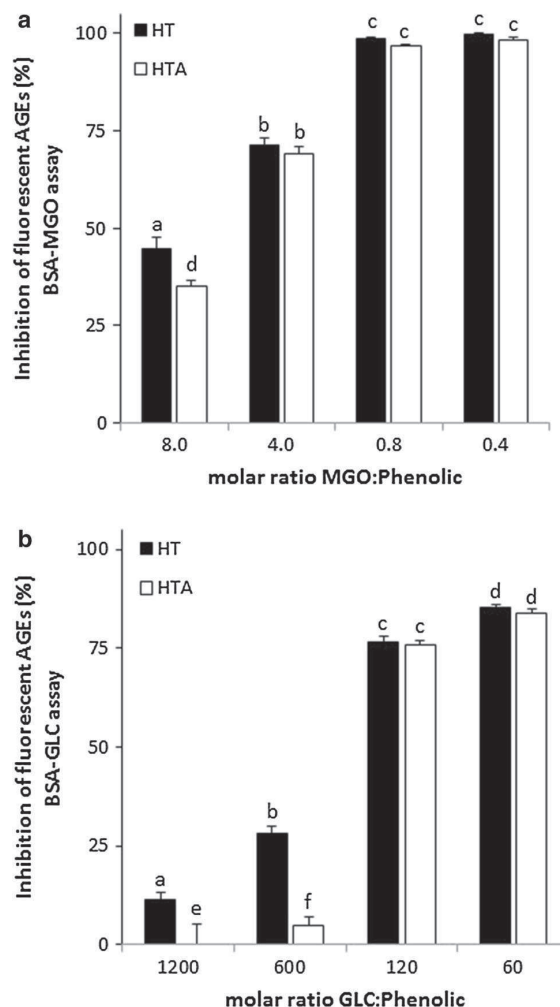 a
Inhibition of fluorescent AGEs (%)
BSA-MGO assay
100
75
50
25
0
HT
HTA
a
d
b
b
c
c
c
c
8.0
4.0
0.8
0.4
molar ratio MGO:Phenolic
b
Inhibition of fluorescent AGEs (%)
BSA-GLC assay
100
75
50
25
0
HT
HTA
a
e
b
f
c
c
d
d
1200
600
120
60
molar ratio GLC:Phenolic